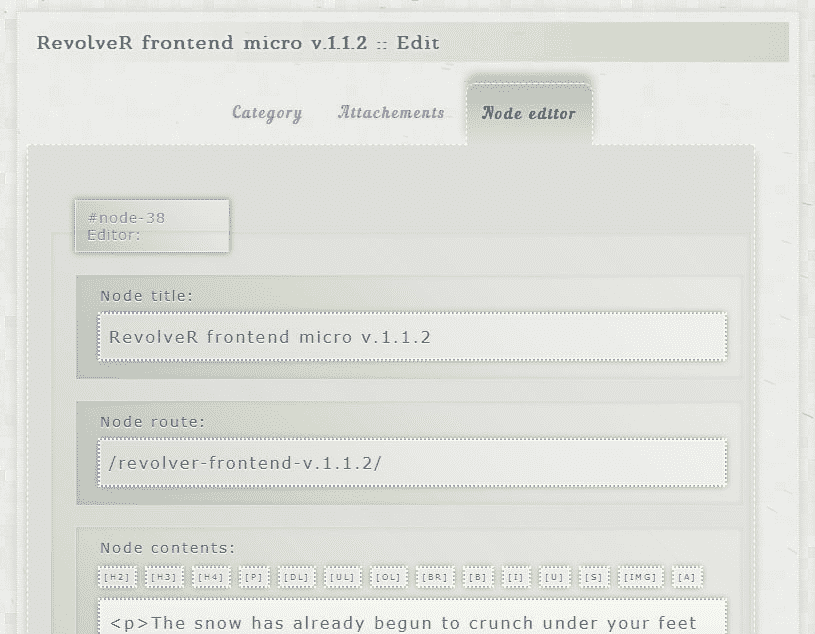 RevolveR frontend micro v.1.1.2 :: Edit
Category Attachements Node editor
#node-38
Editor:
Node title:
RevolveR frontend micro v.1.1.2
Node route:
/revolver-frontend-v.1.1.2/
Node contents:
[H2] [H3] [H4] [P] [DL] [UL] [OL] [BR] [B] [I] [U] [S] [IMG] [A]
<p>The snow has already begun to crunch under your feet